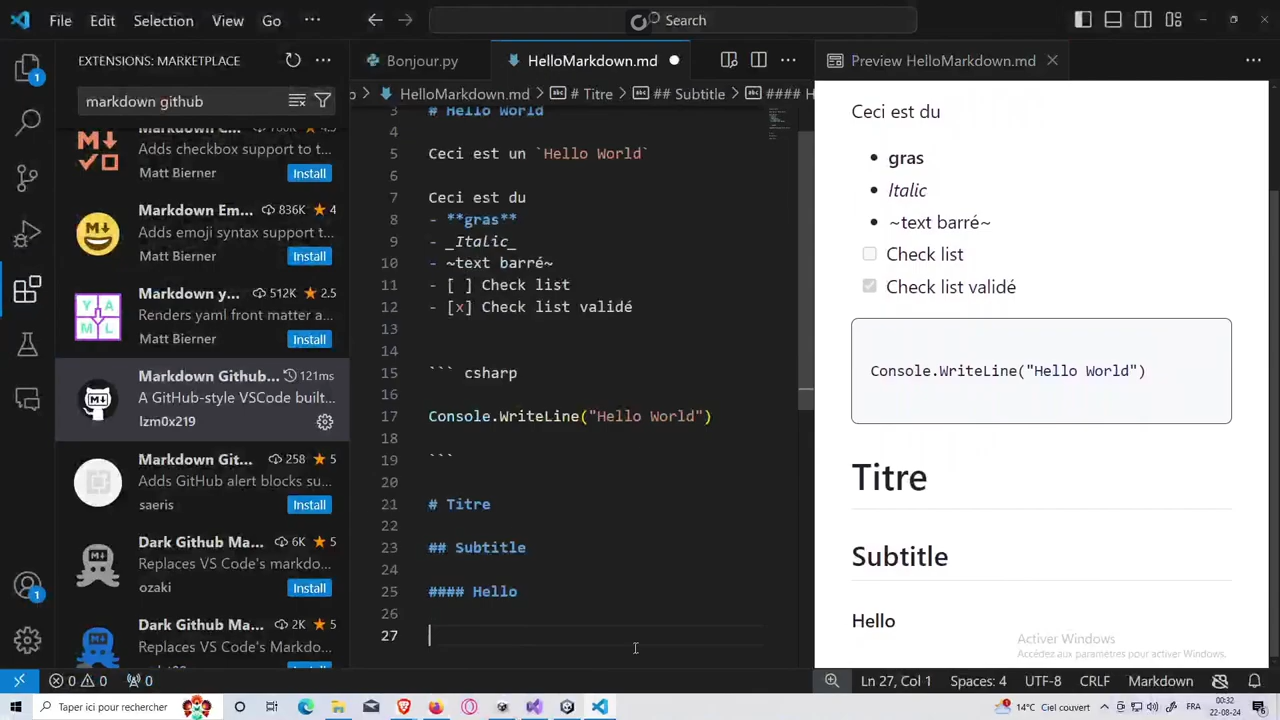 File Edit Selection View Go ··· Search
EXTENSIONS: MARKETPLACE
markdown github
1
Adds checkbox support to t...
Matt Bierner Install
Markdown Em... 836K 4
Adds emoji syntax support t...
Matt Bierner Install
Markdown y... 512K 2.5
Renders yaml front matter a...
Matt Bierner Install
Markdown Github... 121ms
A GitHub-style VSCode built...
lzm0x219
Markdown Git... 258 5
Adds GitHub alert blocks su...
saeris Install
Dark Github Ma... 6K 5
Replaces VS Code's markdo...
ozaki Install
Dark Github Ma... 2K 5
Replaces VS Code's Markdo...
1
Bonjour.py HelloMarkdown.md
HelloMarkdown.md # Titre ## Subtitle #### H
3 # Hello World
4
5 Ceci est un `Hello World`
6
7 Ceci est du
8 - **gras**
9 - _Italic_
10 - ~text barré~
11 - [ ] Check list
12 - [x] Check list validé
13
14
15 ``` csharp
16
17 Console.WriteLine("Hello World")
18
19 ```
20
21 # Titre
22
23 ## Subtitle
24
25 #### Hello
26
27
Preview HelloMarkdown.md
Ceci est du
• gras
• Italic
• ~text barré~
Check list
Check list validé
Console.WriteLine("Hello World")
Titre
Subtitle
Hello
Activer Windows
Accédez aux paramètres pour activer Windows.
0 0 0 Ln 27, Col 1 Spaces: 4 UTF-8 CRLF Markdown
Taper ici pour rechercher 14°C Ciel couvert FRA 00:32
22-08-24